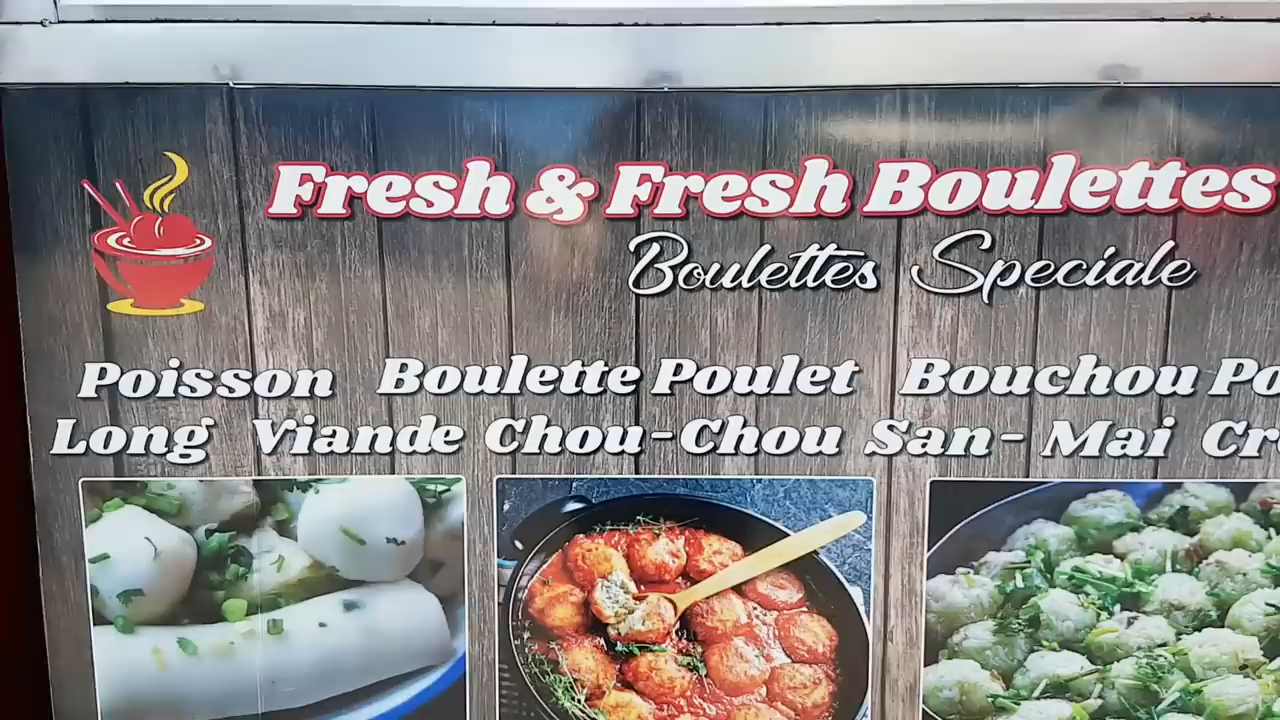 Fresh & Fresh Boulettes
Boulettes Speciale
Poisson Boulette Poulet Bouchou
Long Viande Chou-Chou San- Mai